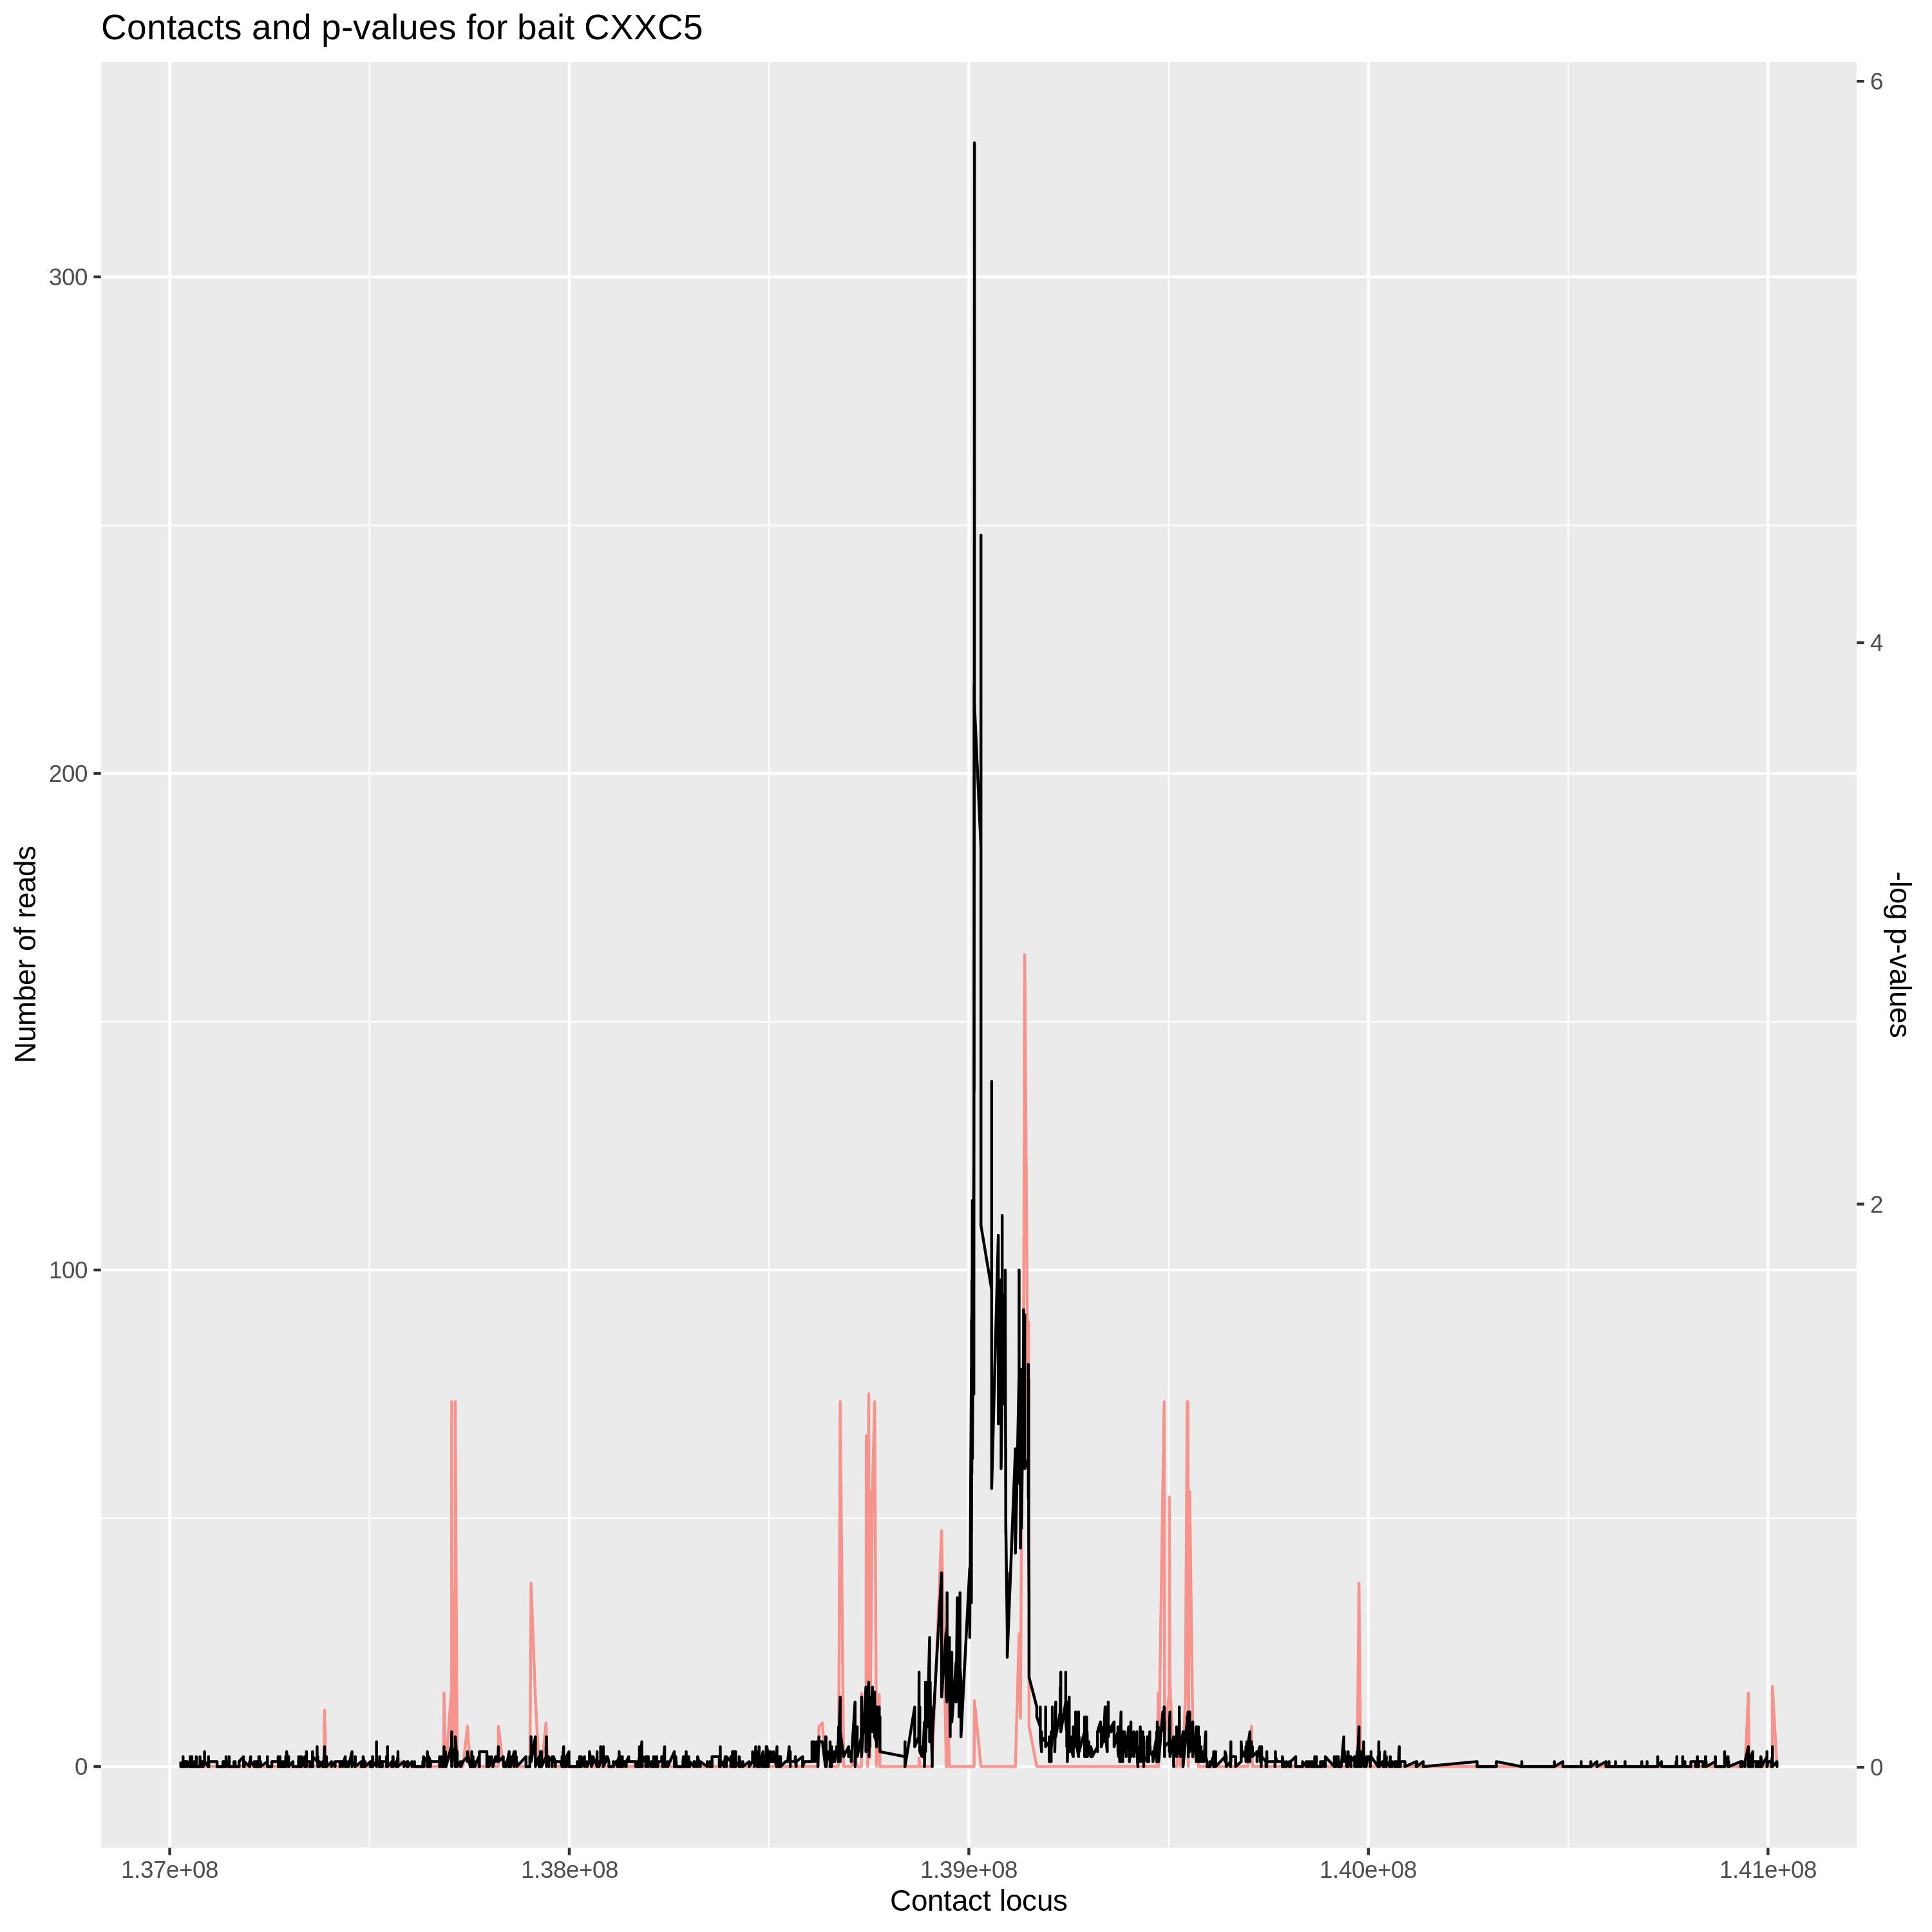 Contacts and p-values for bait CXXC5
6
300
4
200
Number of reads
-log p-values
2
100
0
0
1.37e+08
1.38e+08
1.39e+08
1.40e+08
1.41e+08
Contact locus